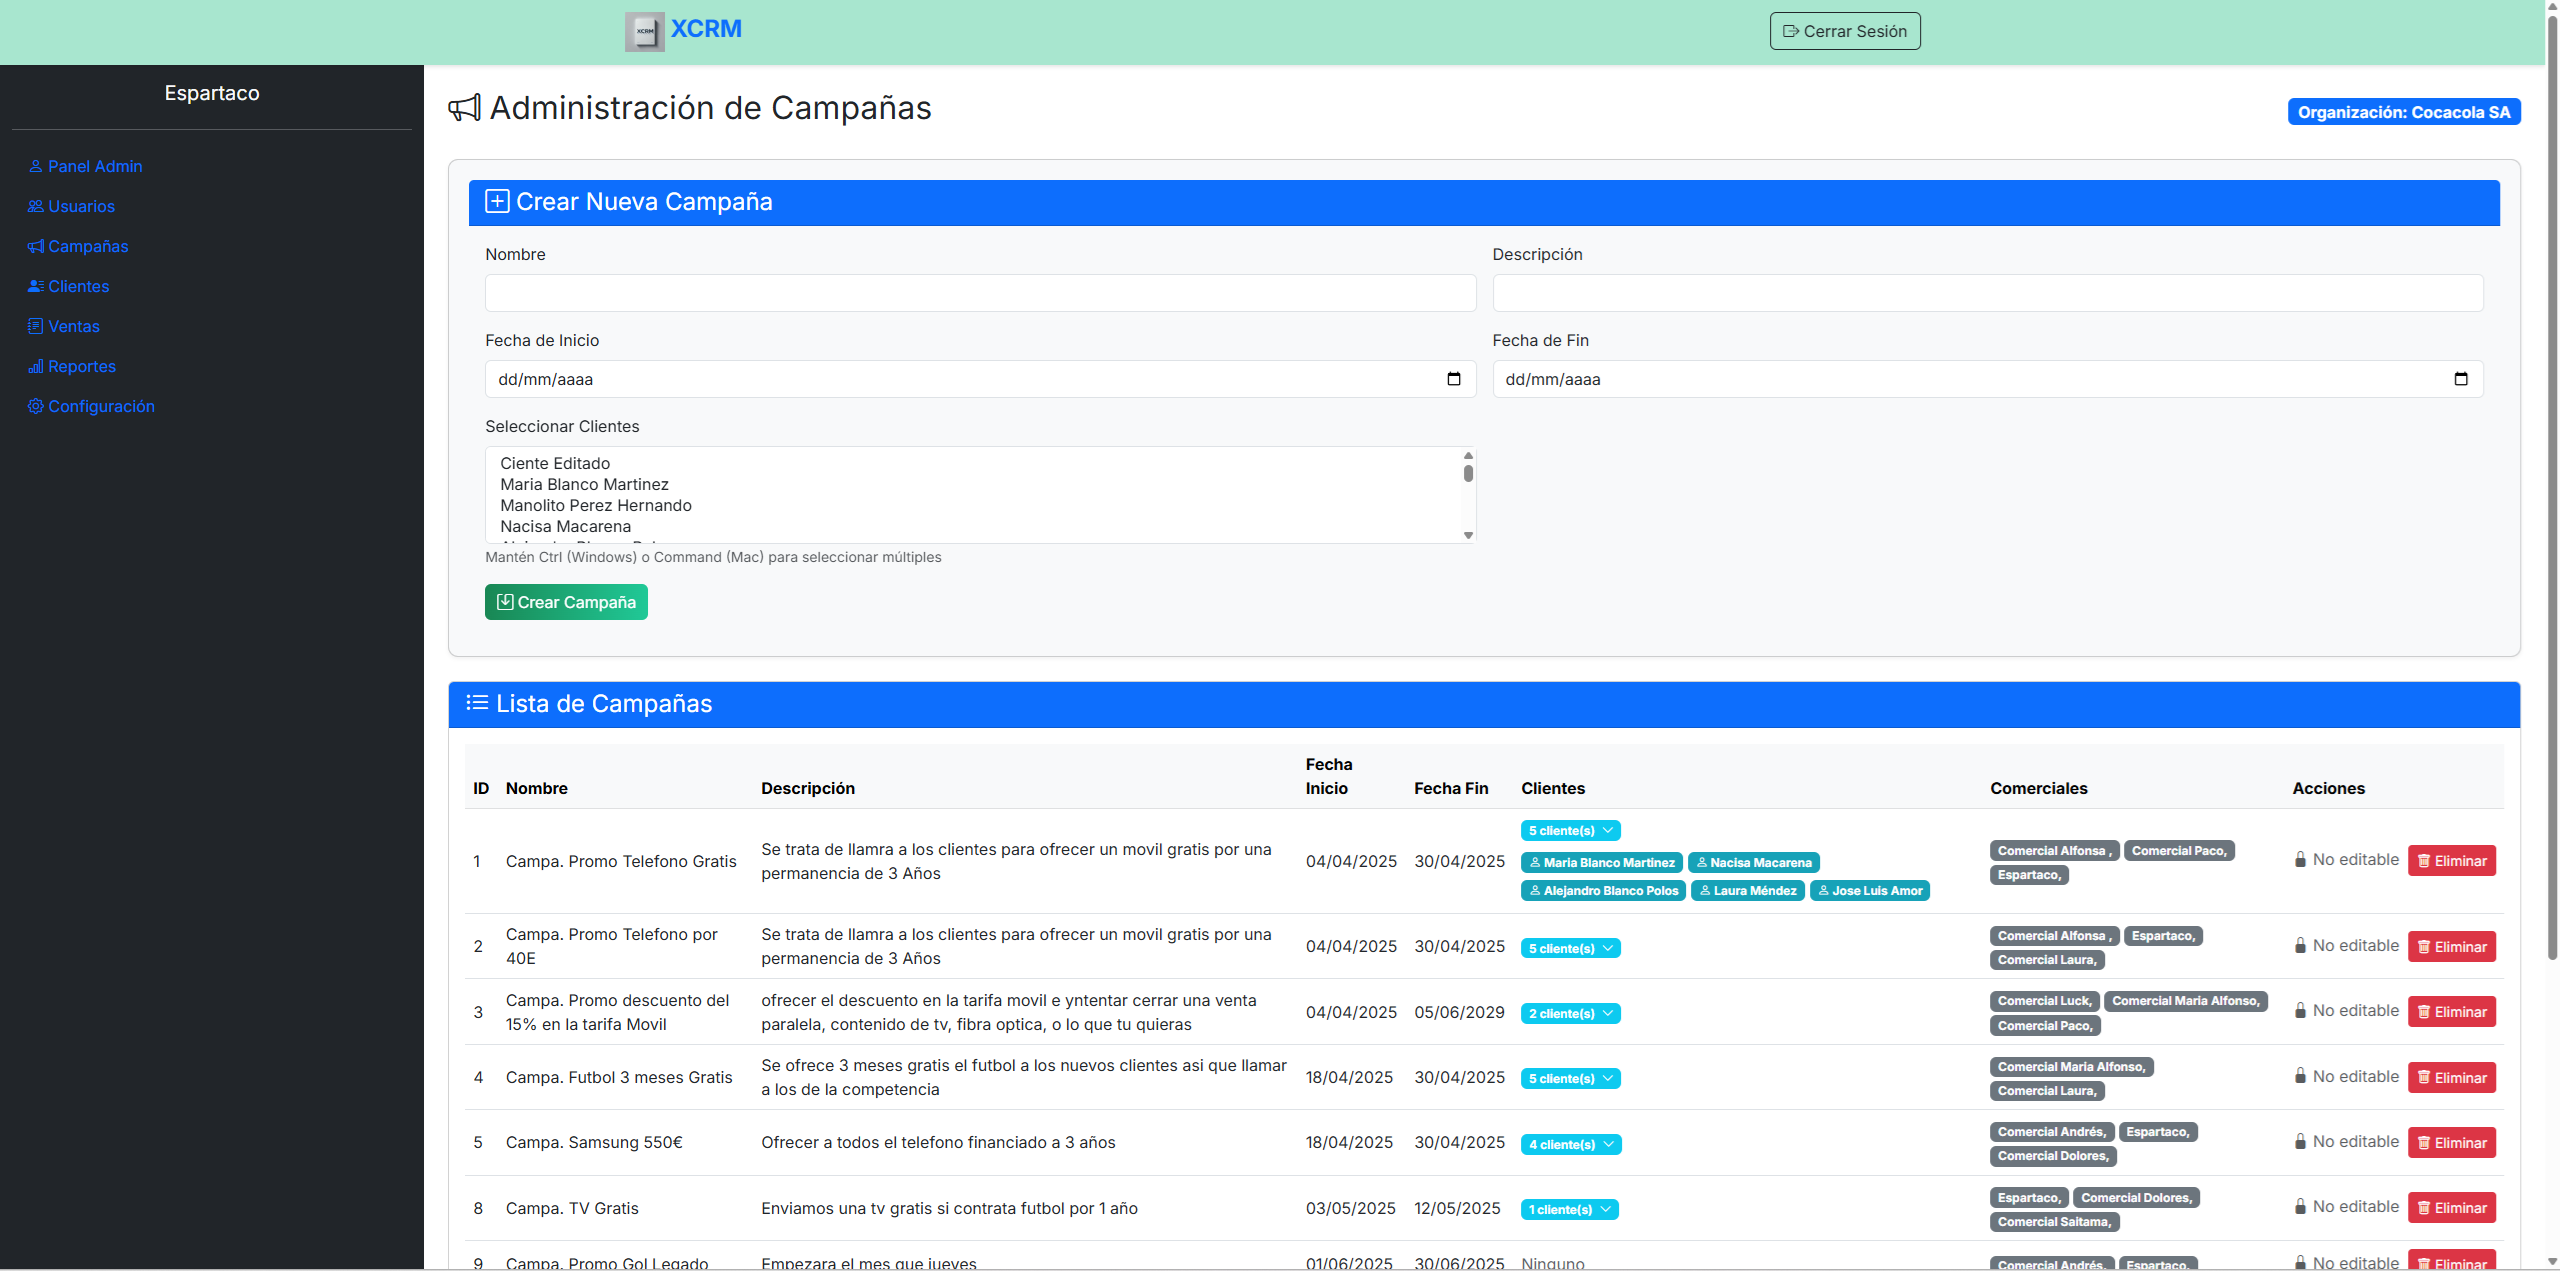 XCRM
XCRM
Cerrar Sesión
Espartaco
Panel Admin
Usuarios
Campañas
Clientes
Ventas
Reportes
Configuración
Administración de Campañas
Organización: Cocacola SA
Crear Nueva Campaña
Nombre
Descripción
Fecha de Inicio
Fecha de Fin
dd/mm/aaaa
dd/mm/aaaa
Seleccionar Clientes
Ciente Editado
Maria Blanco Martinez
Manolito Perez Hernando
Nacisa Macarena
Mantén Ctrl (Windows) o Command (Mac) para seleccionar múltiples
Crear Campaña
Lista de Campañas
ID Nombre Descripción Fecha Inicio Fecha Fin Clientes Comerciales Acciones
1 Campa. Promo Telefono Gratis
Se trata de llamra a los clientes para ofrecer un movil gratis por una
permanencia de 3 Años
04/04/2025 30/04/2025
5 cliente(s)
Maria Blanco Martinez Nacisa Macarena
Alejandro Blanco Polos Laura Méndez Jose Luis Amor
Comercial Alfonsa , Comercial Paco,
Espartaco,
No editable Eliminar
2 Campa. Promo Telefono por
40E
Se trata de llamra a los clientes para ofrecer un movil gratis por una
permanencia de 3 Años
04/04/2025 30/04/2025 5 cliente(s)
Comercial Alfonsa , Espartaco,
Comercial Laura,
No editable Eliminar
3 Campa. Promo descuento del
15% en la tarifa Movil
ofrecer el descuento en la tarifa movil e yntentar cerrar una venta
paralela, contenido de tv, fibra optica, o lo que tu quieras
04/04/2025 05/06/2029 2 cliente(s)
Comercial Luck, Comercial Maria Alfonso,
Comercial Paco,
No editable Eliminar
4 Campa. Futbol 3 meses Gratis
Se ofrece 3 meses gratis el futbol a los nuevos clientes asi que llamar
a los de la competencia
18/04/2025 30/04/2025 5 cliente(s)
Comercial Maria Alfonso,
Comercial Laura,
No editable Eliminar
5 Campa. Samsung 550€
Ofrecer a todos el telefono financiado a 3 años
18/04/2025 30/04/2025 4 cliente(s)
Comercial Andrés, Espartaco,
Comercial Dolores,
No editable Eliminar
8 Campa. TV Gratis
Enviamos una tv gratis si contrata futbol por 1 año
03/05/2025 12/05/2025 1 cliente(s)
Espartaco, Comercial Dolores,
Comercial Saitama,
No editable Eliminar
9 Campa. Promo Gol Legado
Empezara el mes que jueves
01/06/2025 30/06/2025 Ninguno
Comercial Andrés, Espartaco,
No editable Eliminar